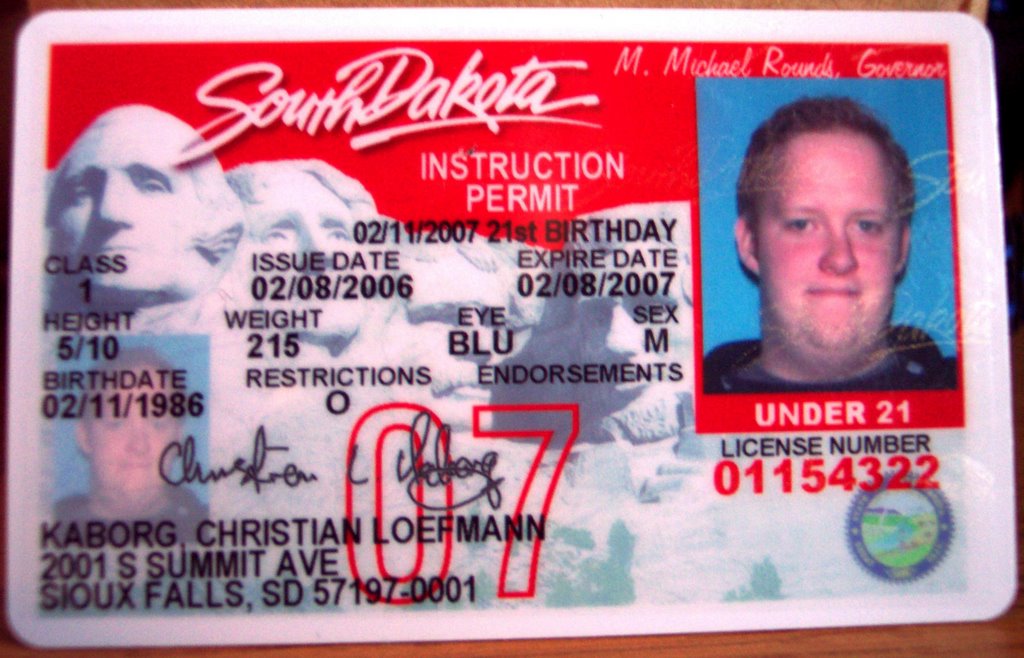 South Dakota
M. Michael Rounds, Governor
INSTRUCTION
PERMIT
02/11/2007 21st BIRTHDAY
CLASS ISSUE DATE EXPIRE DATE
1 02/08/2006 02/08/2007
HEIGHT WEIGHT EYE SEX
5/10 215 BLU M
BIRTHDATE RESTRICTIONS ENDORSEMENTS
02/11/1986 O
UNDER 21
LICENSE NUMBER
01154322
07
KABORG, CHRISTIAN LOEFMANN
2001 S SUMMIT AVE
SIOUX FALLS, SD 57197-0001